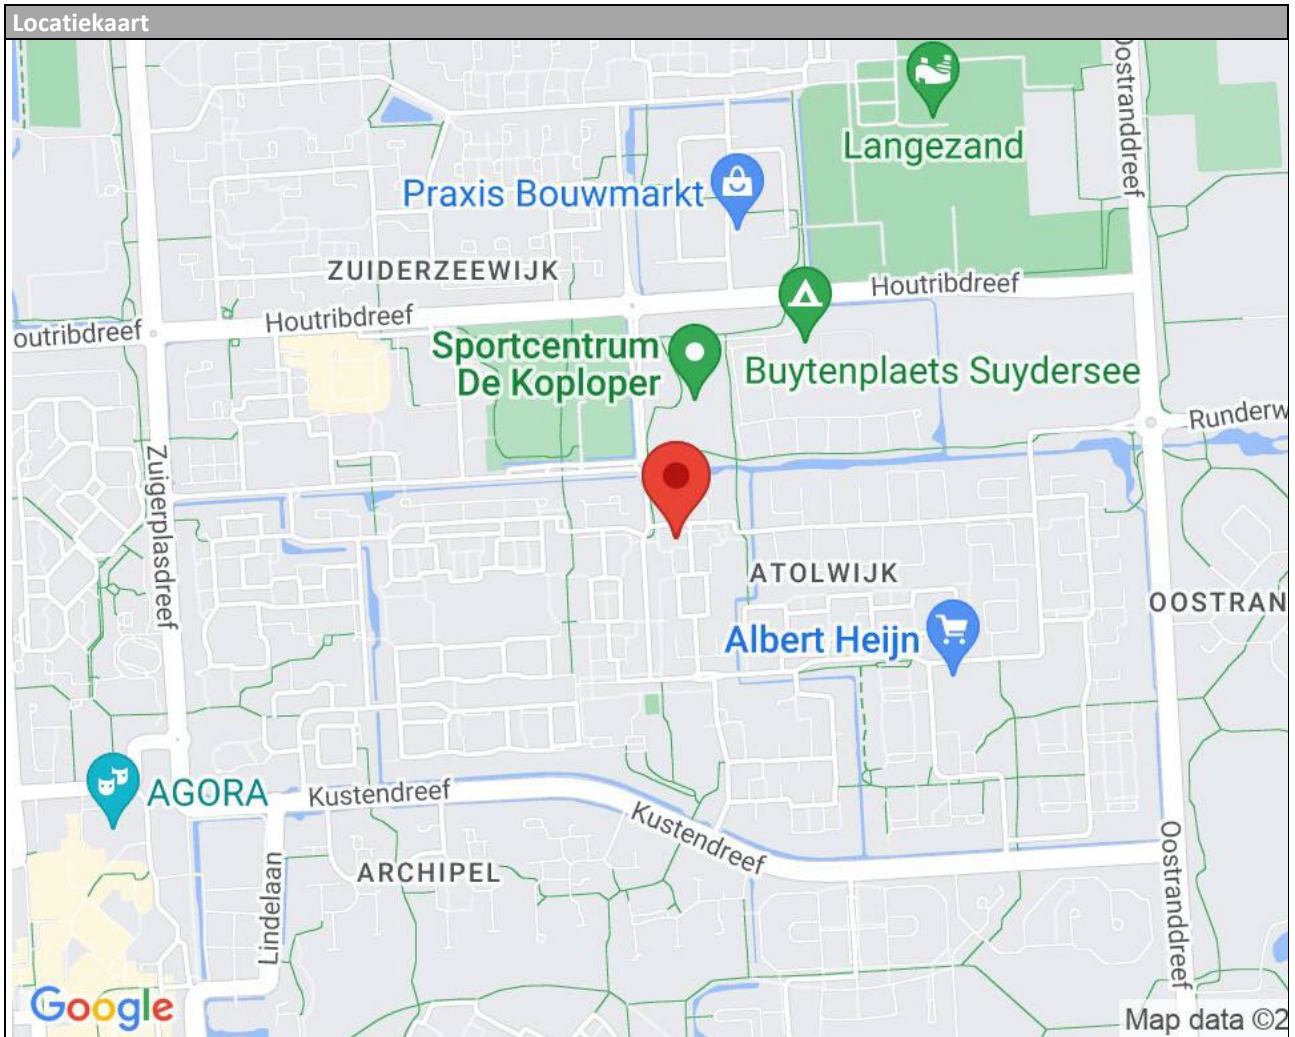 Locatiekaart
Oostranddreef
Langezand
Praxis Bouwmarkt
ZUIDERZEEWIJK
Houtribdreef
Houtribdreef
outribdreef
Sportcentrum
De Koploper
Buytenplaets Suydersee
Runderw
Zuigerplasdreef
ATOLWIJK
OOSTRAN
Albert Heijn
AGORA
Kustendreef
Kustendreef
ARCHIPEL
Lindelaan
Oostranddreef
Google
Map data ©2